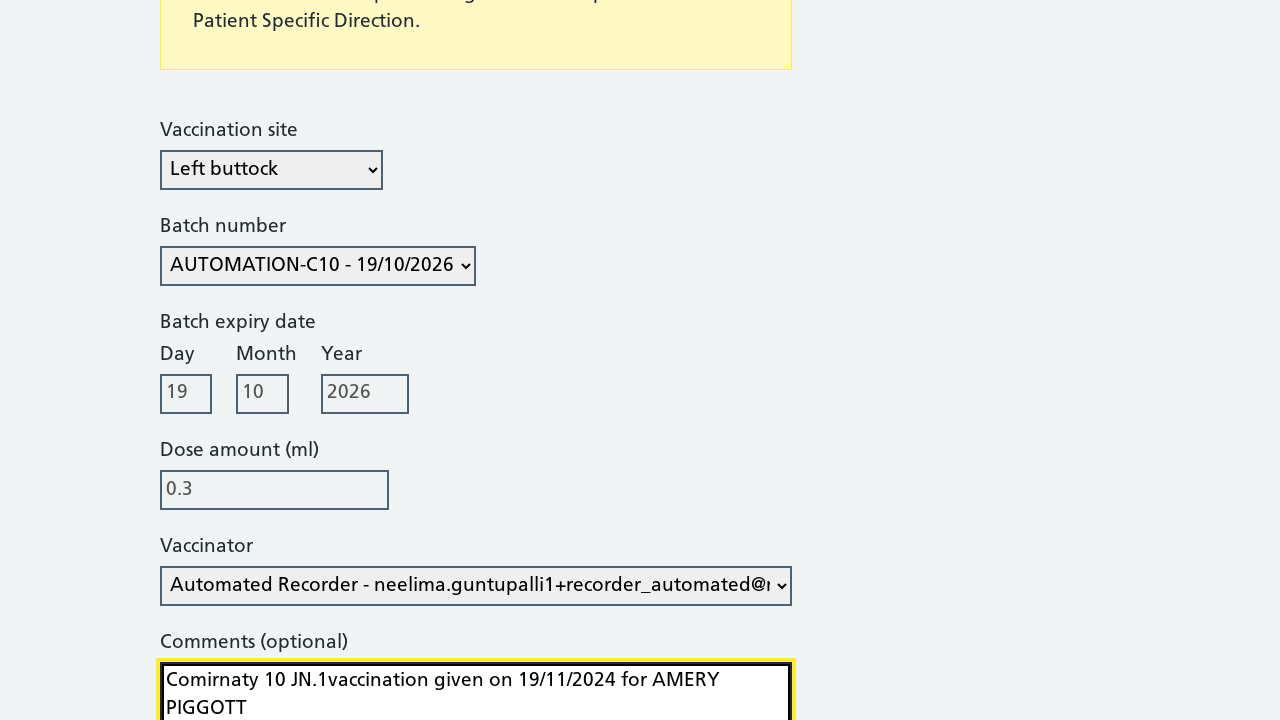 Patient Specific Direction.
Vaccination site
Left buttock
Batch number
AUTOMATION-C10 - 19/10/2026
Batch expiry date
Day Month Year
19 10 2026
Dose amount (ml)
0.3
Vaccinator
Automated Recorder - neelima.guntupalli1+recorder_automated@
Comments (optional)
Comirnaty 10 JN.1vaccination given on 19/11/2024 for AMERY
PIGGOTT